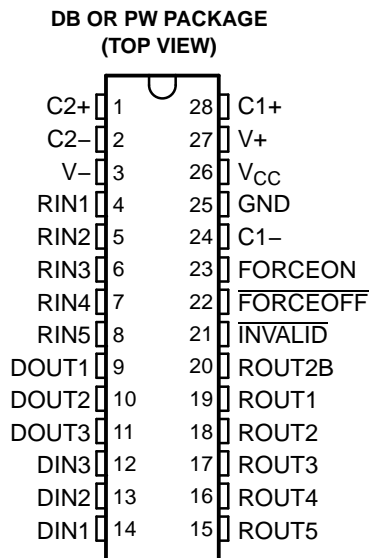 DB OR PW PACKAGE
(TOP VIEW)
C2+ 1 28 C1+
C2− 2 27 V+
V− 3 26 VCC
RIN1 4 25 GND
RIN2 5 24 C1−
RIN3 6 23 FORCEON
RIN4 7 22 FORCEOFF
RIN5 8 21 INVALID
DOUT1 9 20 ROUT2B
DOUT2 10 19 ROUT1
DOUT3 11 18 ROUT2
DIN3 12 17 ROUT3
DIN2 13 16 ROUT4
DIN1 14 15 ROUT5